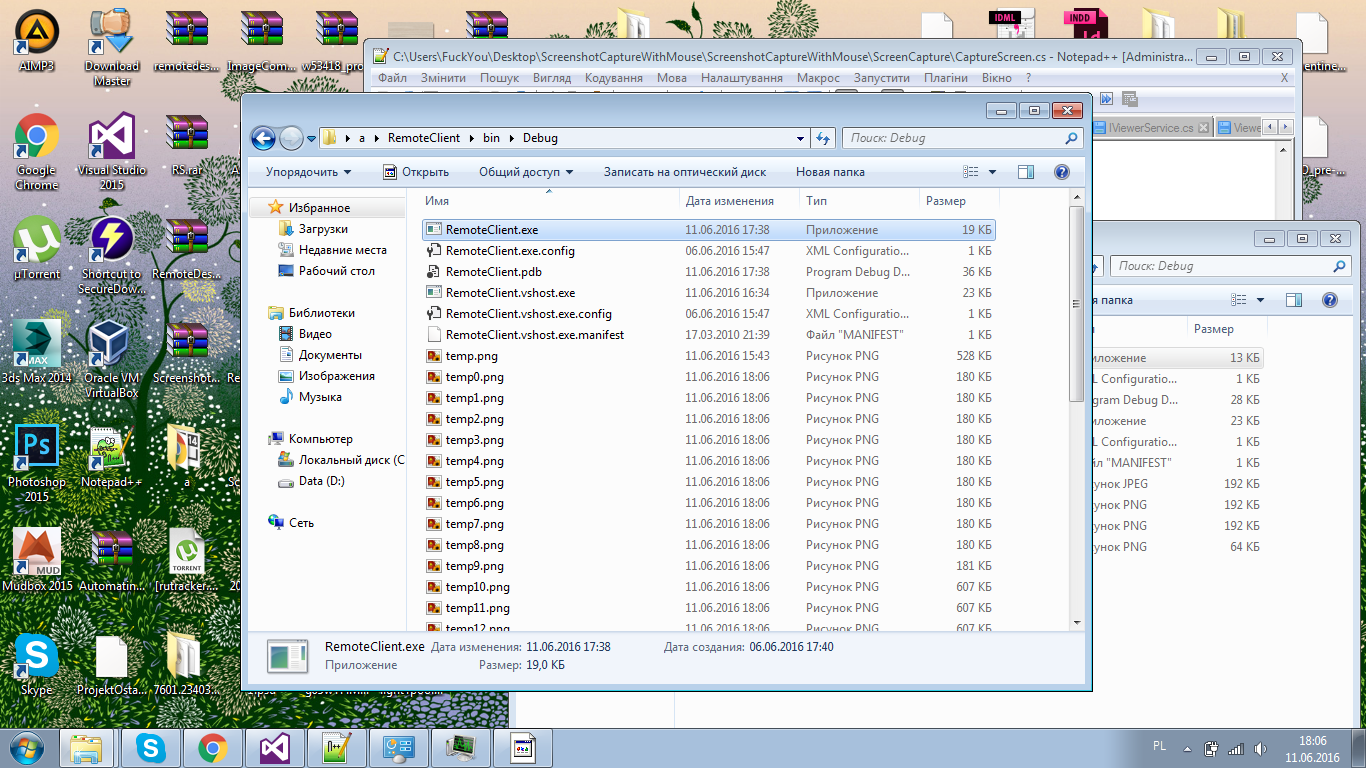 AIMP3
Download
Master
remotedes...
ImageCom...
w53418_pro
C:\Users\FuckYou\Desktop\ScreenshotCaptureWithMouse\ScreenshotCaptureWithMouse\ScreenCapture\CaptureScreen.cs - Notepad++ [Administra...
Файл Змінити Пошук Вигляд Кодування Мова Налаштування Макрос Запустити Плагіни Вікно ? X
IDML
INDD
Id
IViewerService.cs
Viewe
Google
Chrome
Visual Studio
2015
RS.rar
a RemoteClient bin Debug
Поиск: Debug
Упорядочить Открыть Общий доступ Записать на оптический диск Новая папка
Избранное
Загрузки
Недавние места
Рабочий стол
Библиотеки
Видео
Документы
Изображения
Музыка
Компьютер
Локальный диск (C
Data (D:)
Сеть
Имя Дата изменения Тип Размер
RemoteClient.exe 11.06.2016 17:38 Приложение 19 КБ
RemoteClient.exe.config 06.06.2016 15:47 XML Configuratio... 1 КБ
RemoteClient.pdb 11.06.2016 17:38 Program Debug D... 36 КБ
RemoteClient.vshost.exe 11.06.2016 16:34 Приложение 23 КБ
RemoteClient.vshost.exe.config 06.06.2016 15:47 XML Configuratio... 1 КБ
RemoteClient.vshost.exe.manifest 17.03.2010 21:39 Файл "MANIFEST" 1 КБ
temp.png 11.06.2016 15:43 Рисунок PNG 528 КБ
temp0.png 11.06.2016 18:06 Рисунок PNG 180 КБ
temp1.png 11.06.2016 18:06 Рисунок PNG 180 КБ
temp2.png 11.06.2016 18:06 Рисунок PNG 180 КБ
temp3.png 11.06.2016 18:06 Рисунок PNG 180 КБ
temp4.png 11.06.2016 18:06 Рисунок PNG 180 КБ
temp5.png 11.06.2016 18:06 Рисунок PNG 180 КБ
temp6.png 11.06.2016 18:06 Рисунок PNG 180 КБ
temp7.png 11.06.2016 18:06 Рисунок PNG 180 КБ
temp8.png 11.06.2016 18:06 Рисунок PNG 180 КБ
temp9.png 11.06.2016 18:06 Рисунок PNG 181 КБ
temp10.png 11.06.2016 18:06 Рисунок PNG 607 КБ
temp11.png 11.06.2016 18:06 Рисунок PNG 607 КБ
temp12.png 11.06.2016 18:06 Рисунок PNG 607 КБ
RemoteClient.exe Дата изменения: 11.06.2016 17:38 Дата создания: 06.06.2016 17:40
Приложение Размер: 19,0 КБ
Поиск: Debug
я папка
Размер
иложение 13 КБ
L Configuratio... 1 КБ
gram Debug D... 28 КБ
иложение 23 КБ
L Configuratio... 1 КБ
йл "MANIFEST" 1 КБ
унок JPEG 192 КБ
унок PNG 192 КБ
унок PNG 192 КБ
унок PNG 64 КБ
µTorrent
Shortcut to
SecureDow...
RemoteDes...
MAX
3ds Max 2014
Oracle VM
VirtualBox
Screenshot...
Ps
Photoshop
2015
Notepad++
a
MUD
Mudbox 2015
Automatin...
TORRENT
[rutracker...
Skype
ProjektOsta...
7601.23403...
PL
18:06
11.06.2016